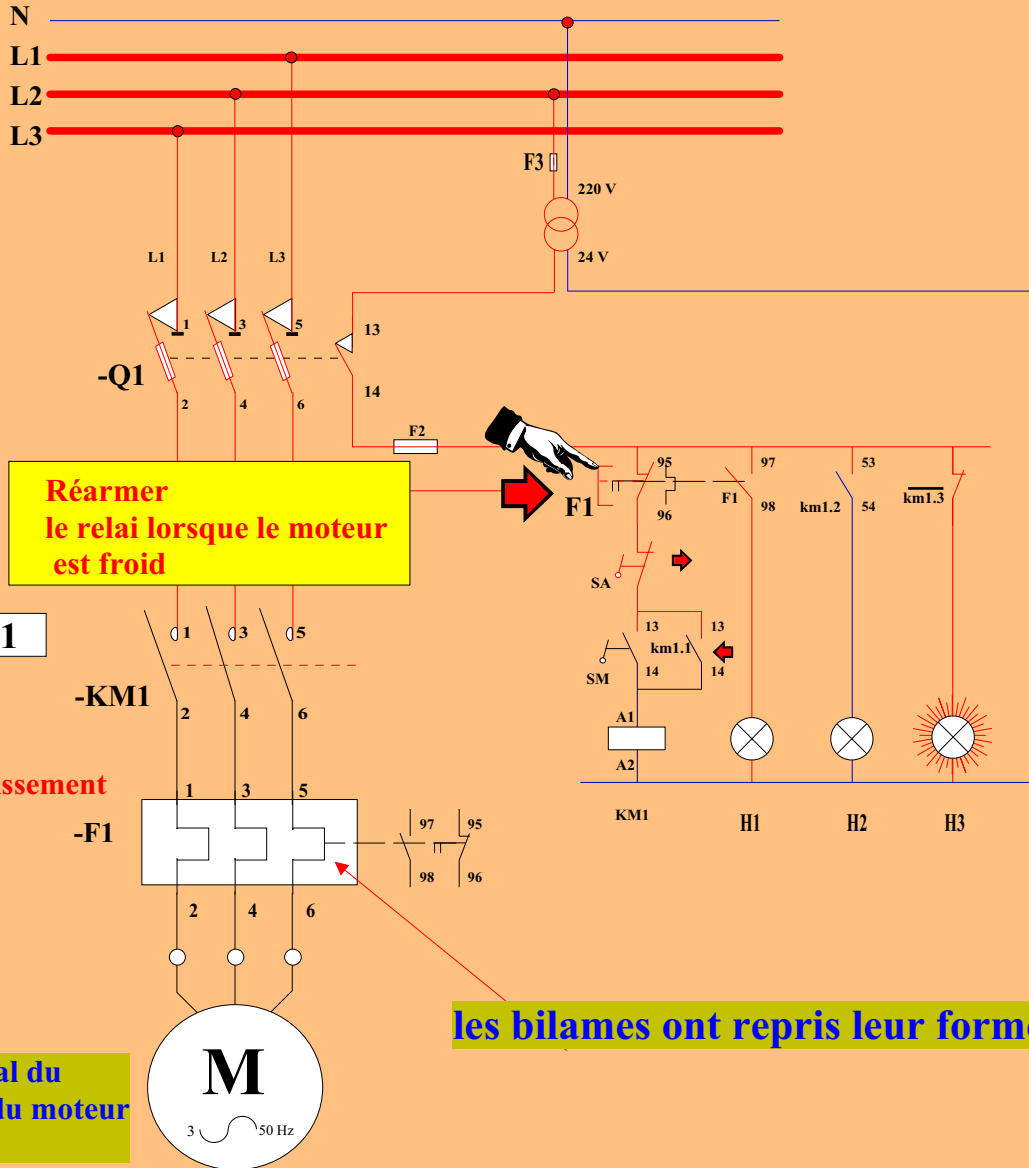 N
L1
L2
L3
F3
220 V
24 V
L1 L2 L3
1 3 5 13
-Q1
2 4 6 14
F2
Réarmer
le relai lorsque le moteur
est froid
F1
95 97 53
F1 km1.2 km1.3
96 98 54
SA
1
1 3 5
13 13
SM km1.1
14 14
-KM1
2 4 6
A1
A2
KM1 H1 H2 H3
issement
1 3 5
-F1
97 95
98 96
2 4 6
les bilames ont repris leur forme
M
3 50 Hz
al du
du moteur